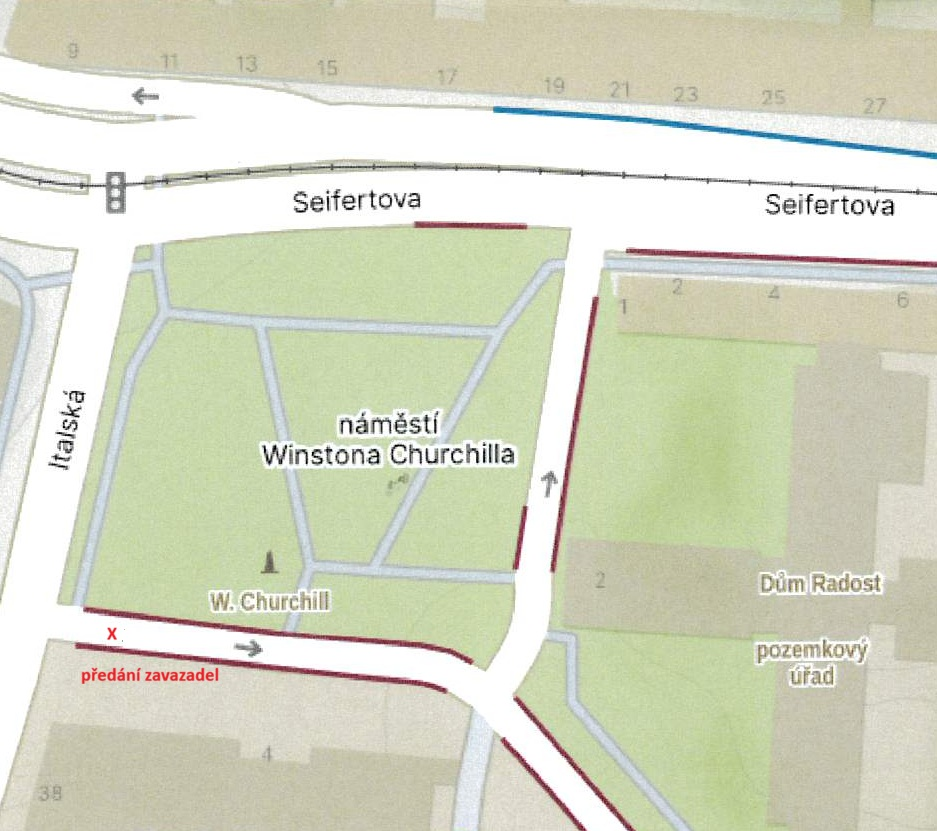 9
11
13
15
17
19
21
23
25
27
Seifertova
Seifertova
1
2
4
6
Italská
náměstí
Winstona Churchilla
2
Dům Radost
W. Churchill
X
pozemkový
úřad
předání zavazadel
4
38